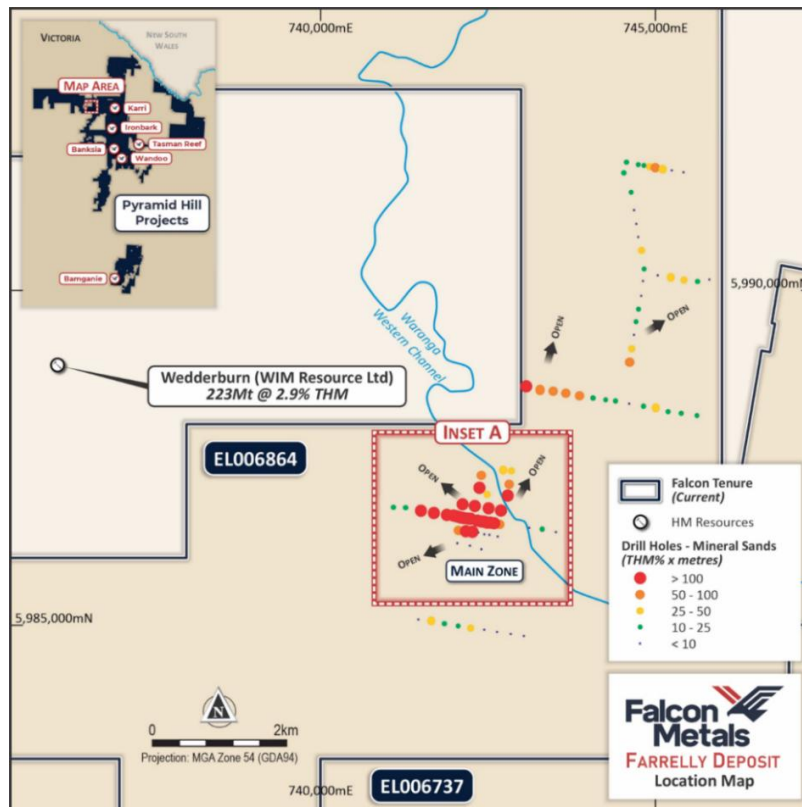 740,000mE
745,000mE
VICTORIA
NEW SOUTH
WALES
MAP AREA
Karri
Ironbark
Tasman Reef
Banksia
Wandoo
Pyramid Hill
Projects
Bamganie
5,990,000mN
OPEN
OPEN
Waranga
Western Channel
Wedderburn (WIM Resource Ltd)
223Mt @ 2.9% THM
INSET A
EL006864
OPEN
OPEN
OPEN
MAIN ZONE
5,985,000mN
Falcon Tenure
(Current)
HM Resources
Drill Holes - Mineral Sands
(THM% x metres)
> 100
50 - 100
25 - 50
10 - 25
< 10
N
0 2km
Projection: MGA Zone 54 (GDA94)
Falcon
Metals
FARRELLY DEPOSIT
Location Map
740,000mE
EL006737